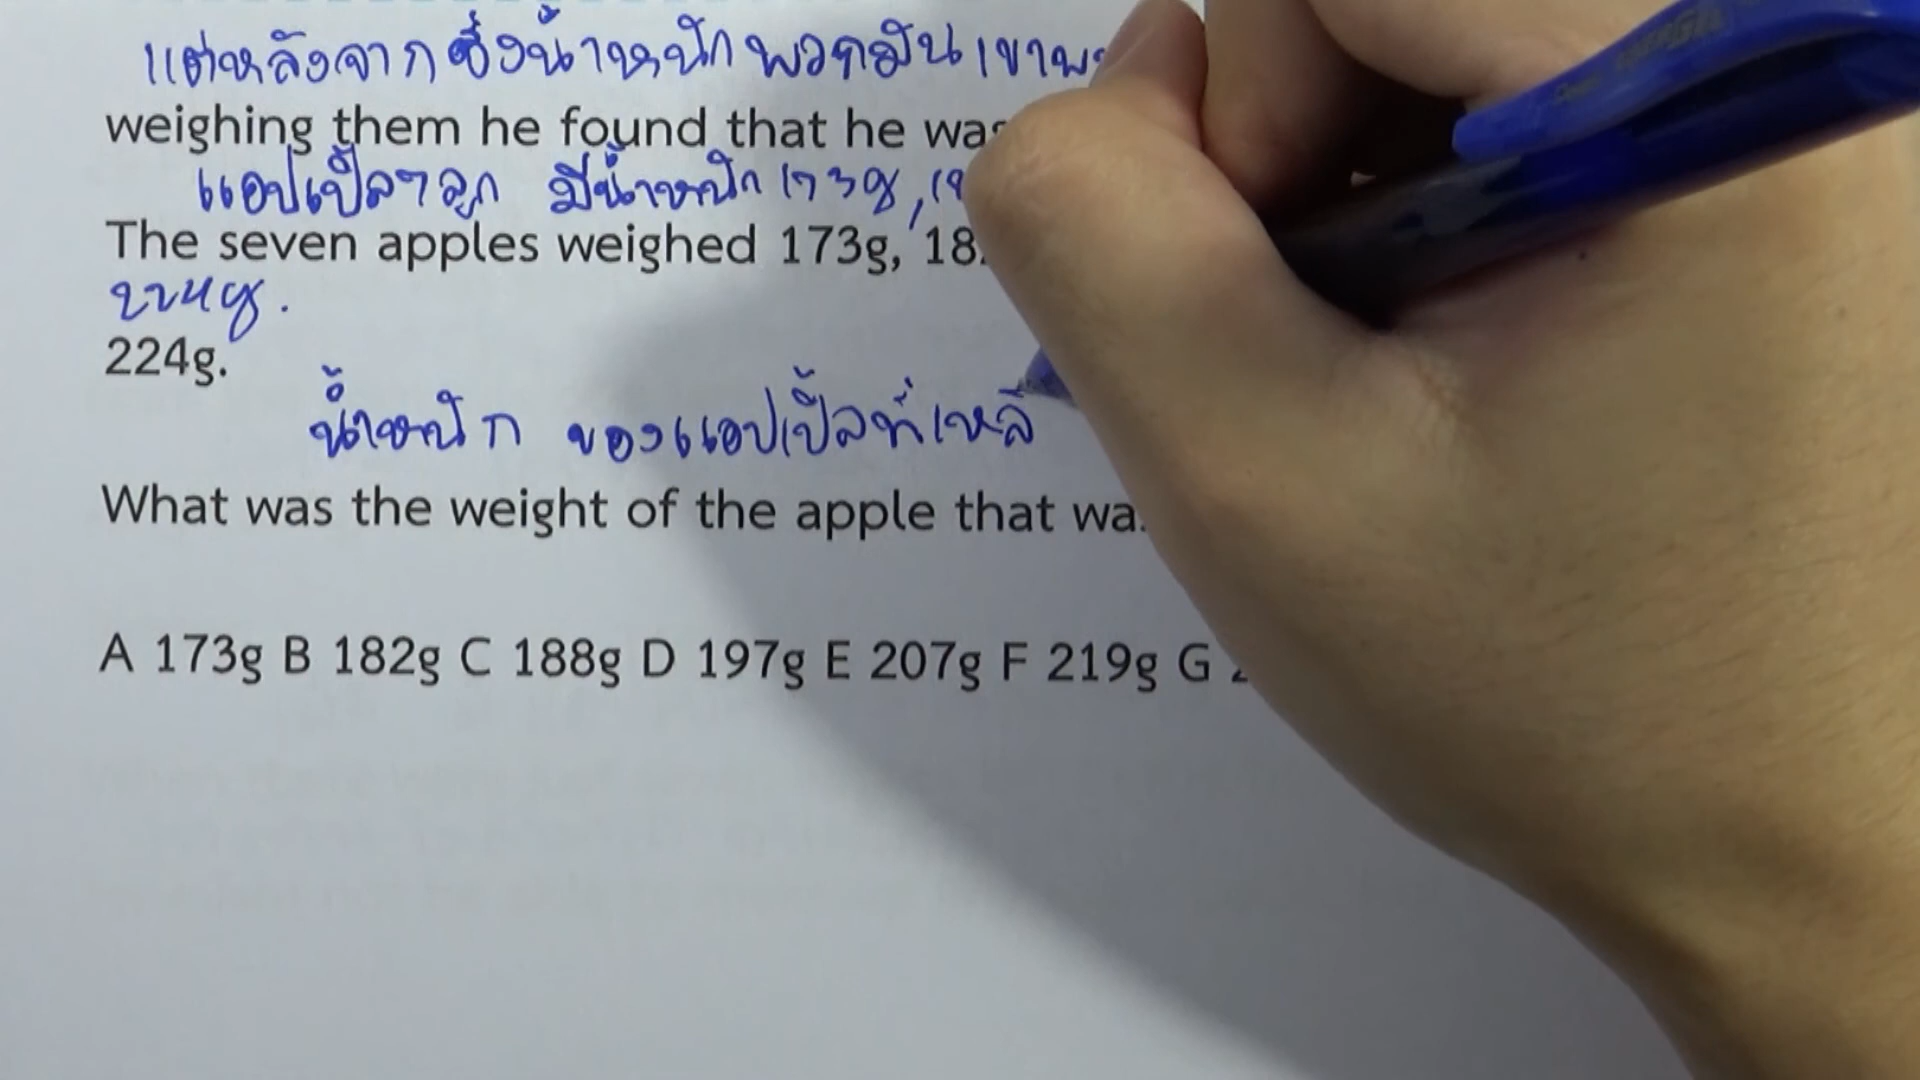 แต่หลังจากชั่งน้ำหนักพวกมันเขาพ
weighing them he found that he was
แอปเปิ้ล7ลูก มีน้ำหนัก 173g,
The seven apples weighed 173g, 18
224g.
224g.
น้ำหนัก ของแอปเปิ้ลที่เหลื
What was the weight of the apple that wa
A 173g B 182g C 188g D 197g E 207g F 219g G